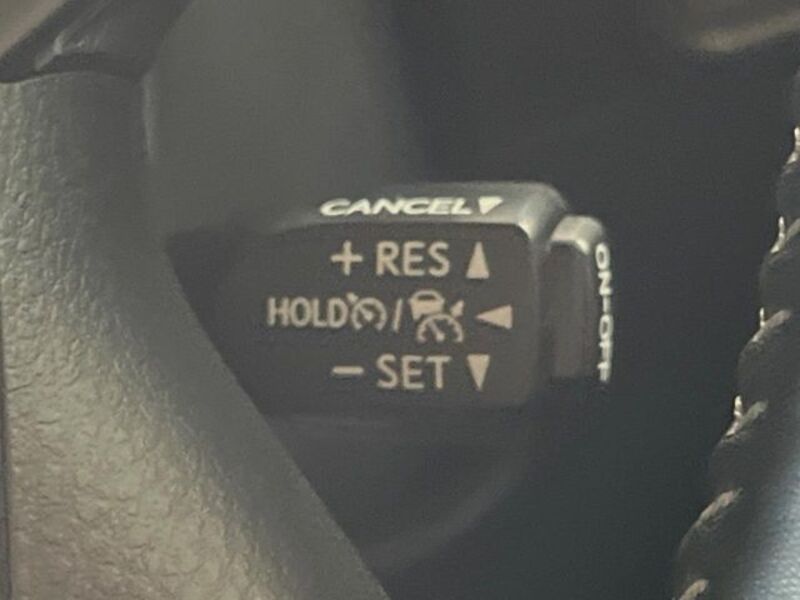 CANCEL▼
+ RES ▲
HOLD / ◄
− SET ▼
ON-OFF